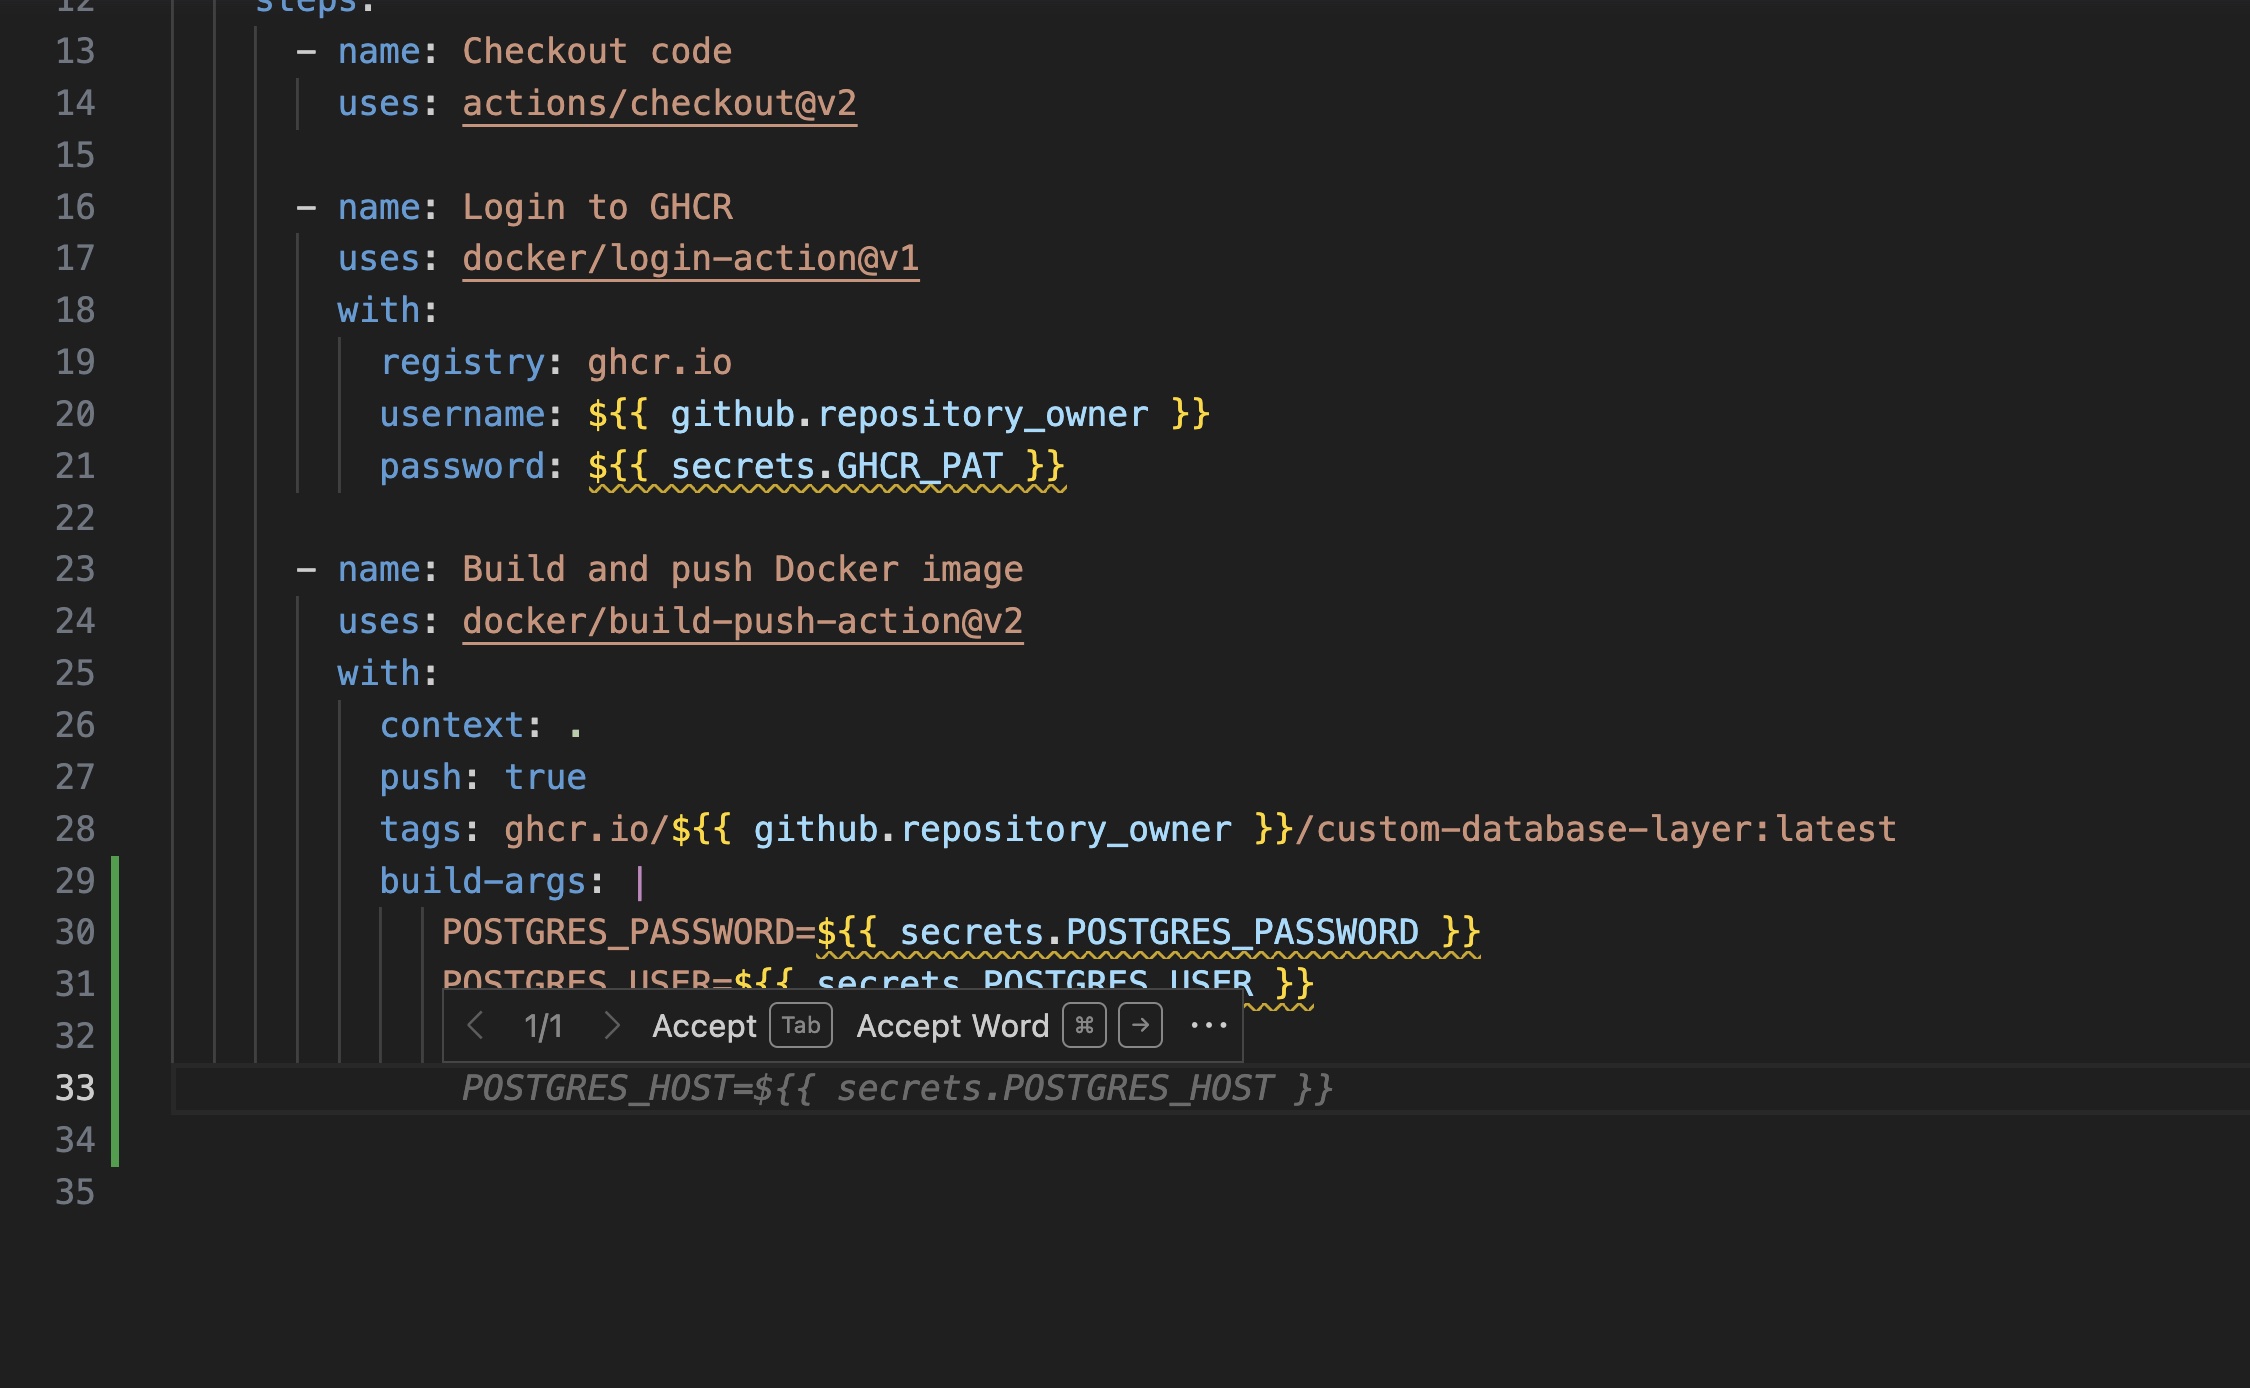 12 steps:
13 - name: Checkout code
14 uses: actions/checkout@v2
15
16 - name: Login to GHCR
17 uses: docker/login-action@v1
18 with:
19 registry: ghcr.io
20 username: ${{ github.repository_owner }}
21 password: ${{ secrets.GHCR_PAT }}
22
23 - name: Build and push Docker image
24 uses: docker/build-push-action@v2
25 with:
26 context: .
27 push: true
28 tags: ghcr.io/${{ github.repository_owner }}/custom-database-layer:latest
29 build-args: |
30 POSTGRES_PASSWORD=${{ secrets.POSTGRES_PASSWORD }}
31 POSTGRES_USER=${{ secrets.POSTGRES_USER }}
32 < 1/1 > Accept Tab Accept Word ⌘ → ···
33 POSTGRES_HOST=${{ secrets.POSTGRES_HOST }}
34
35